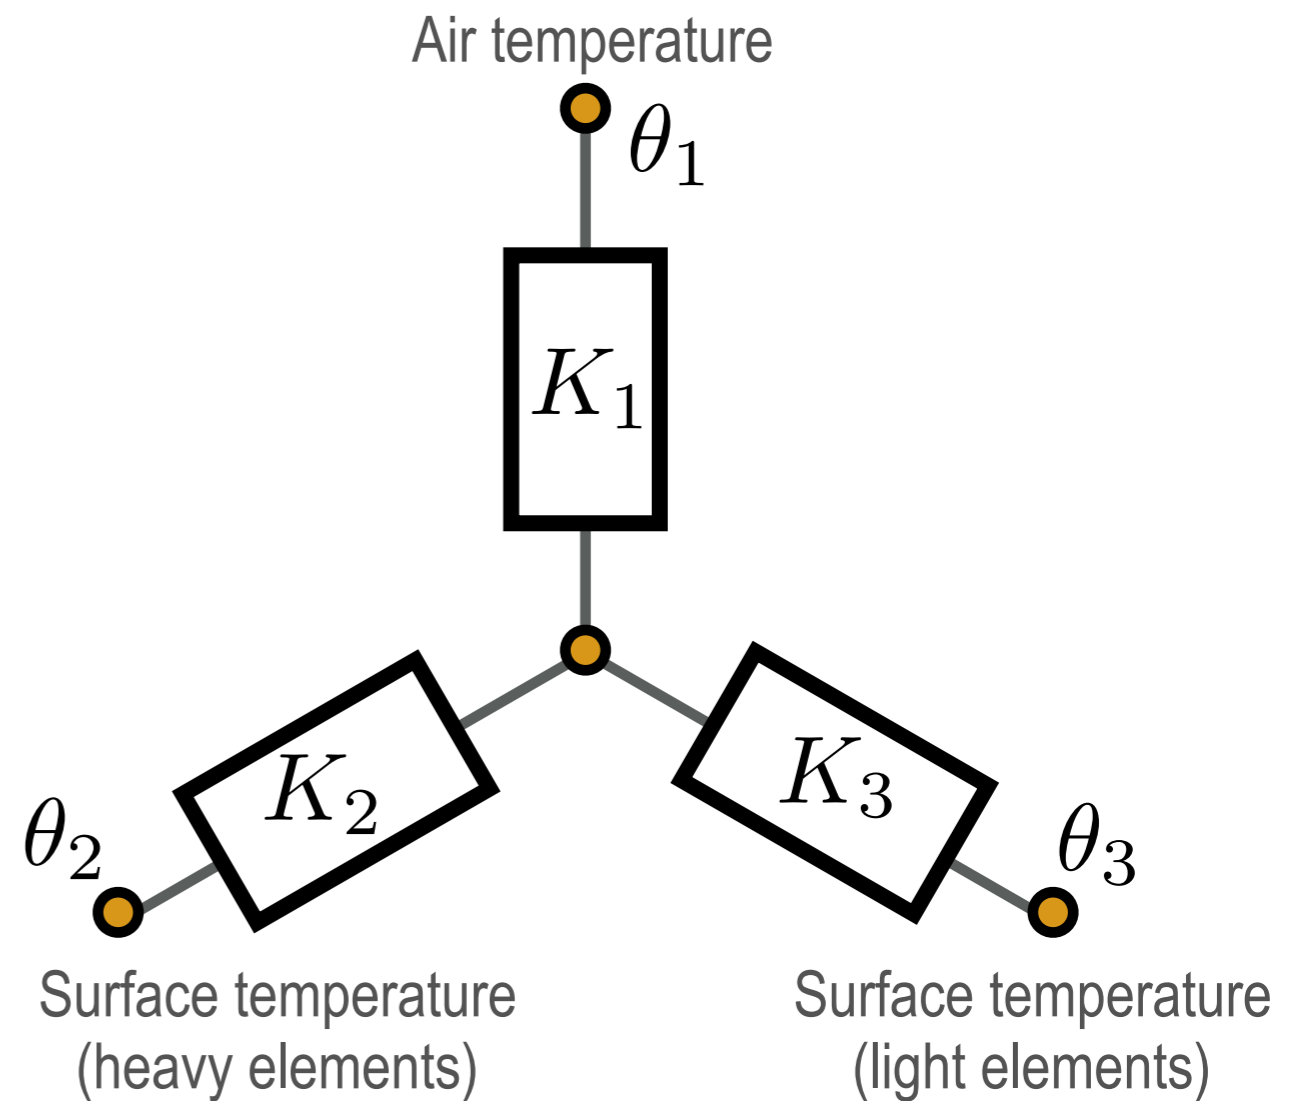 Air temperature
θ₁
K₁
K₂
K₃
θ₂
θ₃
Surface temperature
(heavy elements)
Surface temperature
(light elements)